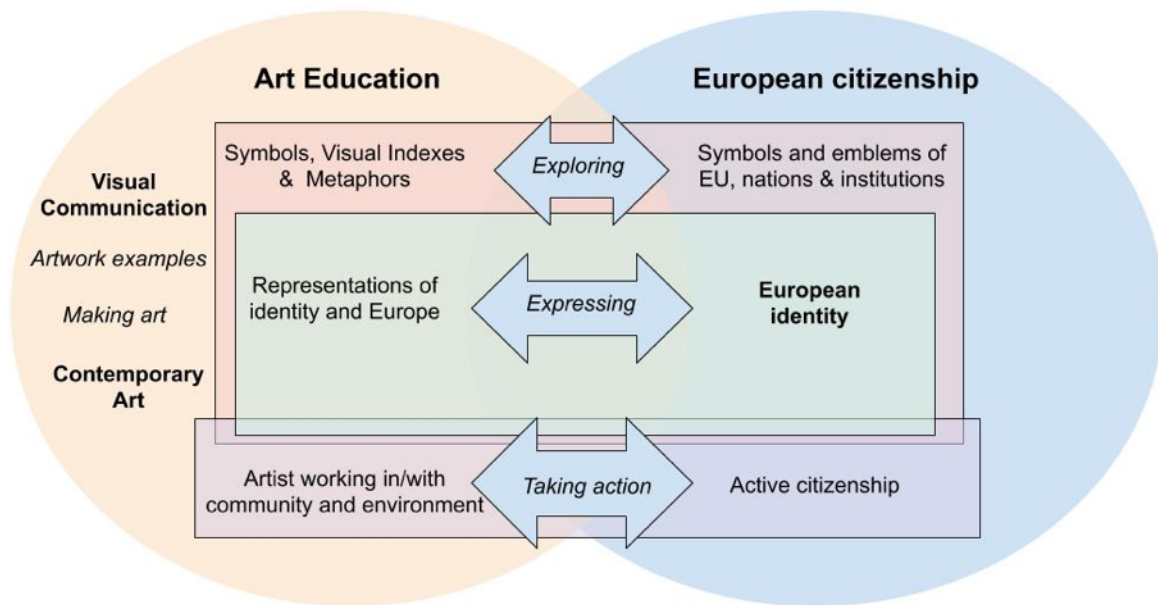 Art Education
European citizenship
Symbols, Visual Indexes
& Metaphors
Exploring
Symbols and emblems of
EU, nations & institutions
Visual
Communication
Artwork examples
Making art
Contemporary
Art
Representations of
identity and Europe
Expressing
European
identity
Artist working in/with
community and environment
Taking action
Active citizenship